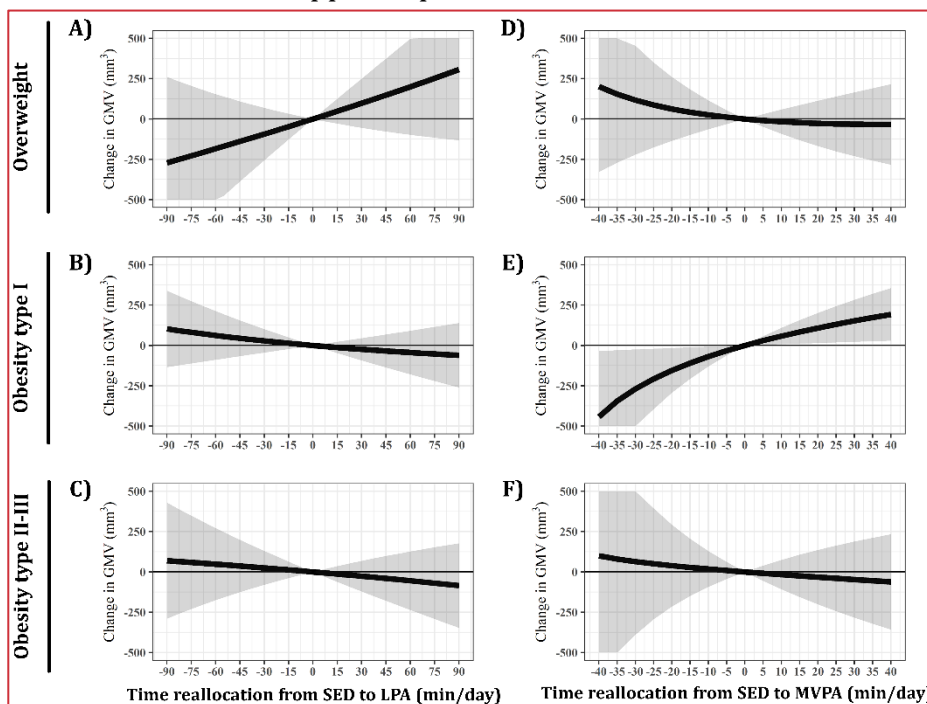 A)
Overweight
Change in GMV (mm³)
500
250
0
-250
-500
-90 -75 -60 -45 -30 -15 0 15 30 45 60 75 90
D)
Change in GMV (mm³)
500
250
0
-250
-500
-40 -35 -30 -25 -20 -15 -10 -5 0 5 10 15 20 25 30 35 40
B)
Obesity type I
Change in GMV (mm³)
500
250
0
-250
-500
-90 -75 -60 -45 -30 -15 0 15 30 45 60 75 90
E)
Change in GMV (mm³)
500
250
0
-250
-500
-40 -35 -30 -25 -20 -15 -10 -5 0 5 10 15 20 25 30 35 40
C)
Obesity type II-III
Change in GMV (mm³)
500
250
0
-250
-500
-90 -75 -60 -45 -30 -15 0 15 30 45 60 75 90
Time reallocation from SED to LPA (min/day)
F)
Change in GMV (mm³)
500
250
0
-250
-500
-40 -35 -30 -25 -20 -15 -10 -5 0 5 10 15 20 25 30 35 40
Time reallocation from SED to MVPA (min/day)